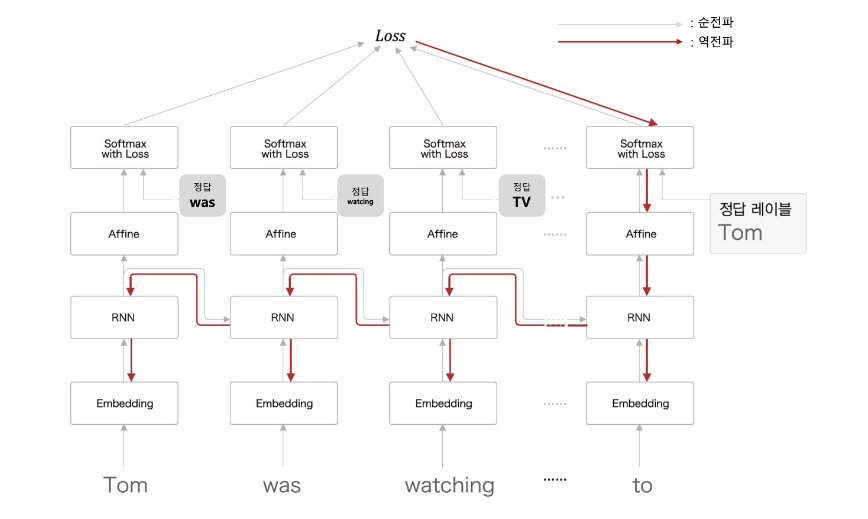 Loss
: 순전파
: 역전파
Softmax
with Loss
Softmax
with Loss
Softmax
with Loss
......
Softmax
with Loss
정답
was
정답
watcing
정답
TV
...
정답 레이블
Tom
Affine
Affine
Affine
......
Affine
RNN
RNN
RNN
RNN
Embedding
Embedding
Embedding
......
Embedding
Tom
was
watching
......
to